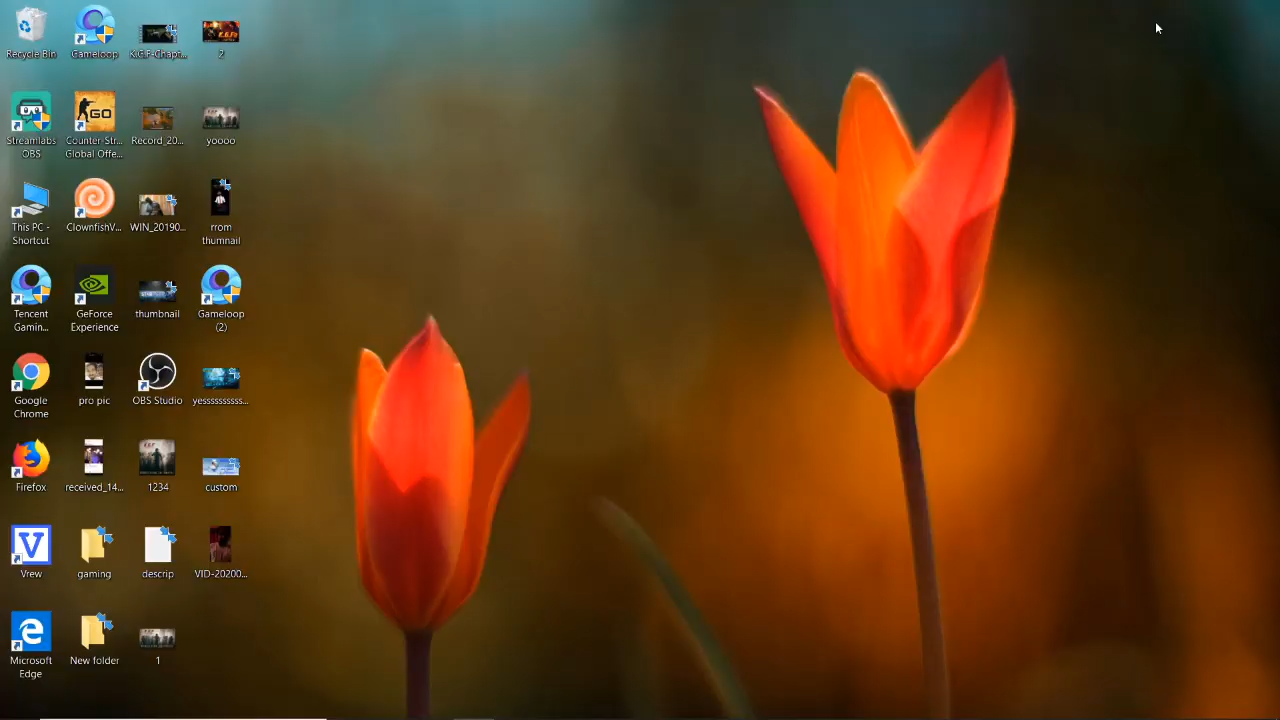 Recycle Bin
Gameloop
K.G.F-Chapt...
2
Streamlabs
OBS
Counter-Str...
Global Offe...
GO
Record_20...
yoooo
This PC -
Shortcut
ClownfishV...
WIN_20190...
rrom
thumnail
Tencent
Gamin...
GeForce
Experience
thumbnail
Gameloop
(2)
Google
Chrome
pro pic
OBS Studio
yesssssssss...
Firefox
received_14...
1234
custom
V
Vrew
gaming
descrip
VID-20200...
Microsoft
Edge
New folder
1